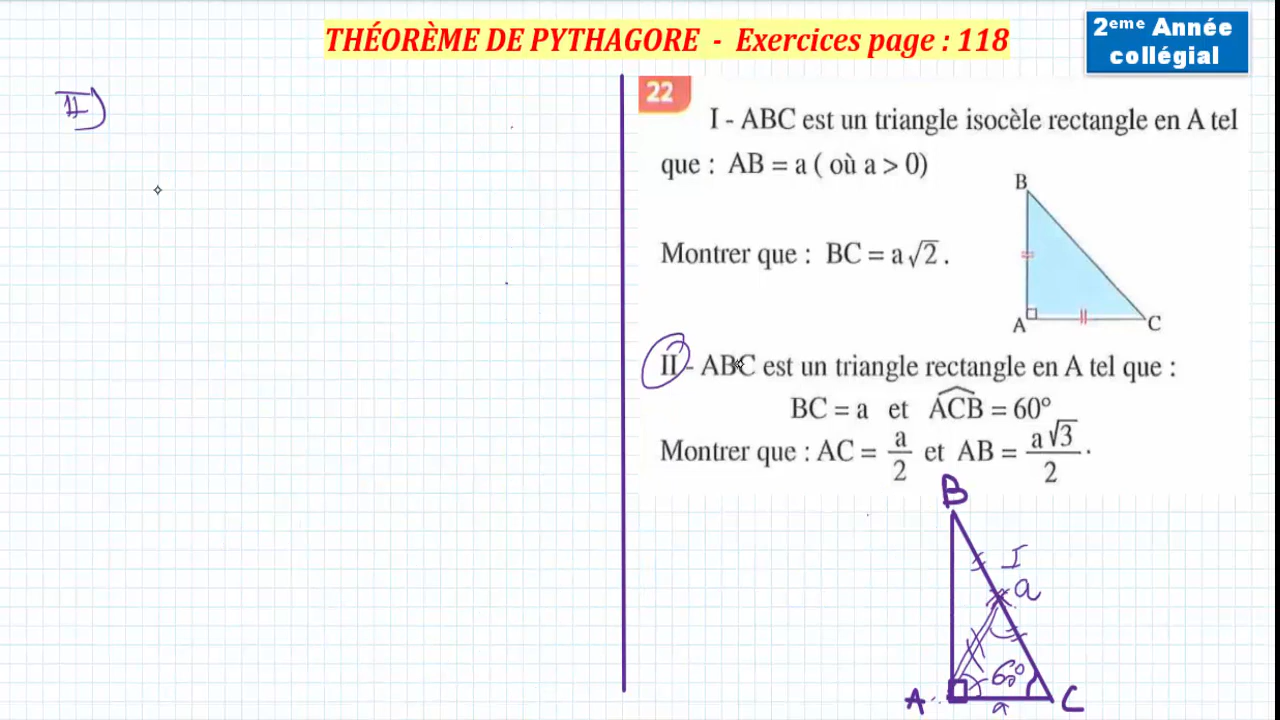 THÉORÈME DE PYTHAGORE - Exercices page : 118
2eme Année
collégial
II)
22
I - ABC est un triangle isocèle rectangle en A tel
que : AB = a ( où a > 0)
B
Montrer que : BC = a√2 .
A
C
II - ABC est un triangle rectangle en A tel que :
BC = a et ACB = 60°
Montrer que : AC = a/2 et AB = a√3/2 .
B
I
a
60°
A
C